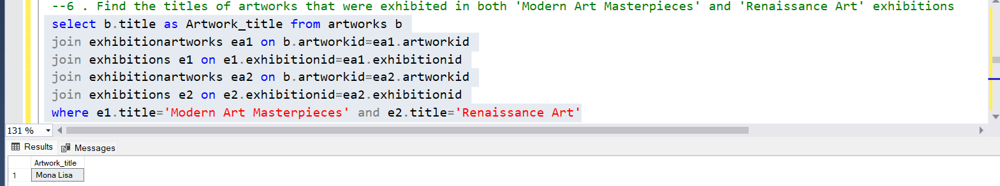 --6 . Find the titles of artworks that were exhibited in both 'Modern Art Masterpieces' and 'Renaissance Art' exhibitions
select b.title as Artwork_title from artworks b
join exhibitionartworks ea1 on b.artworkid=ea1.artworkid
join exhibitions e1 on e1.exhibitionid=ea1.exhibitionid
join exhibitionartworks ea2 on b.artworkid=ea2.artworkid
join exhibitions e2 on e2.exhibitionid=ea2.exhibitionid
where e1.title='Modern Art Masterpieces' and e2.title='Renaissance Art'
131 %
Results Messages
Artwork_title
1 Mona Lisa